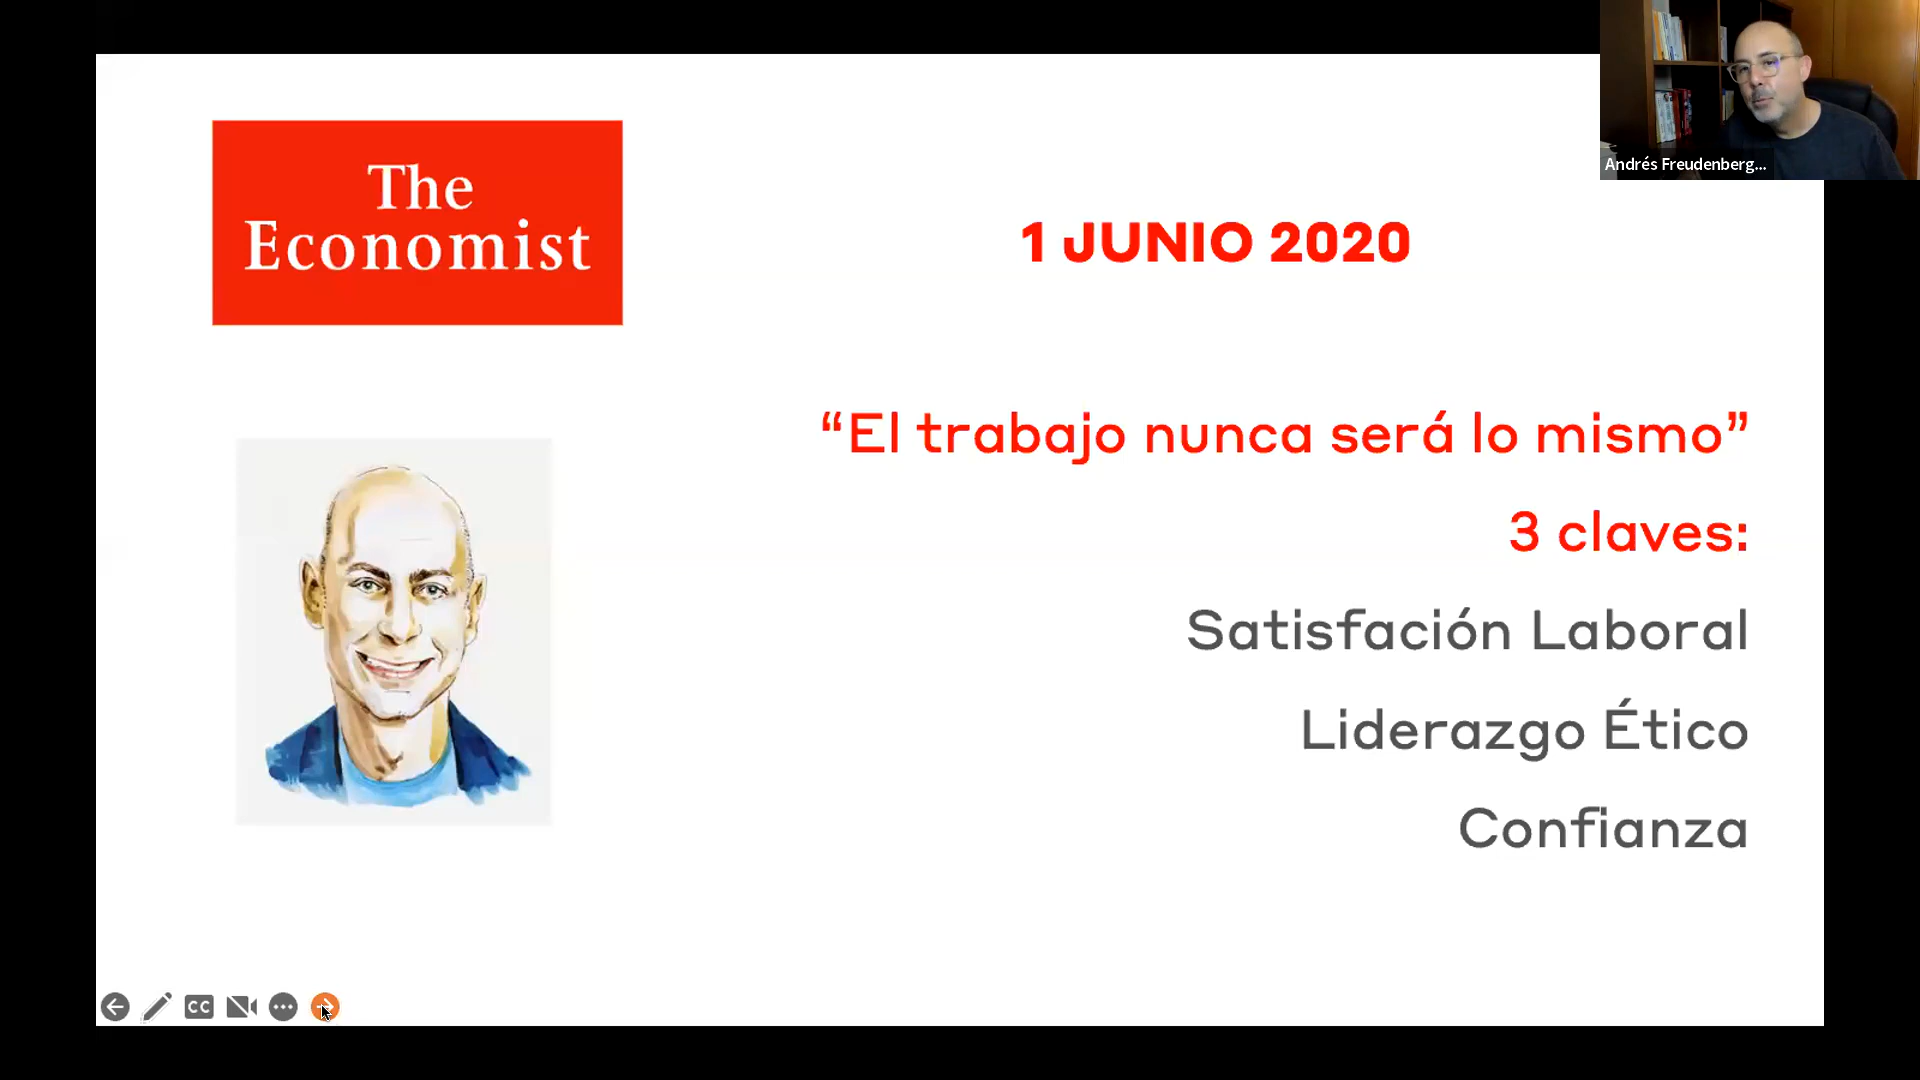 The
Economist
Andrés Freudenberg...
1 JUNIO 2020
“El trabajo nunca será lo mismo”
3 claves:
Satisfación Laboral
Liderazgo Ético
Confianza
CC